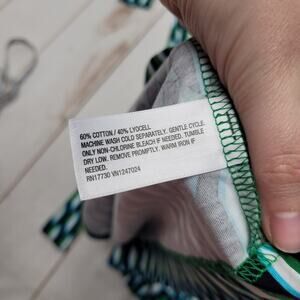 60% COTTON / 40% LYOCELL
MACHINE WASH COLD SEPARATELY. GENTLE CYCLE.
ONLY NON-CHLORINE BLEACH IF NEEDED. TUMBLE
DRY LOW. REMOVE PROMPTLY. WARM IRON IF
NEEDED.
RN17730 VN1247024